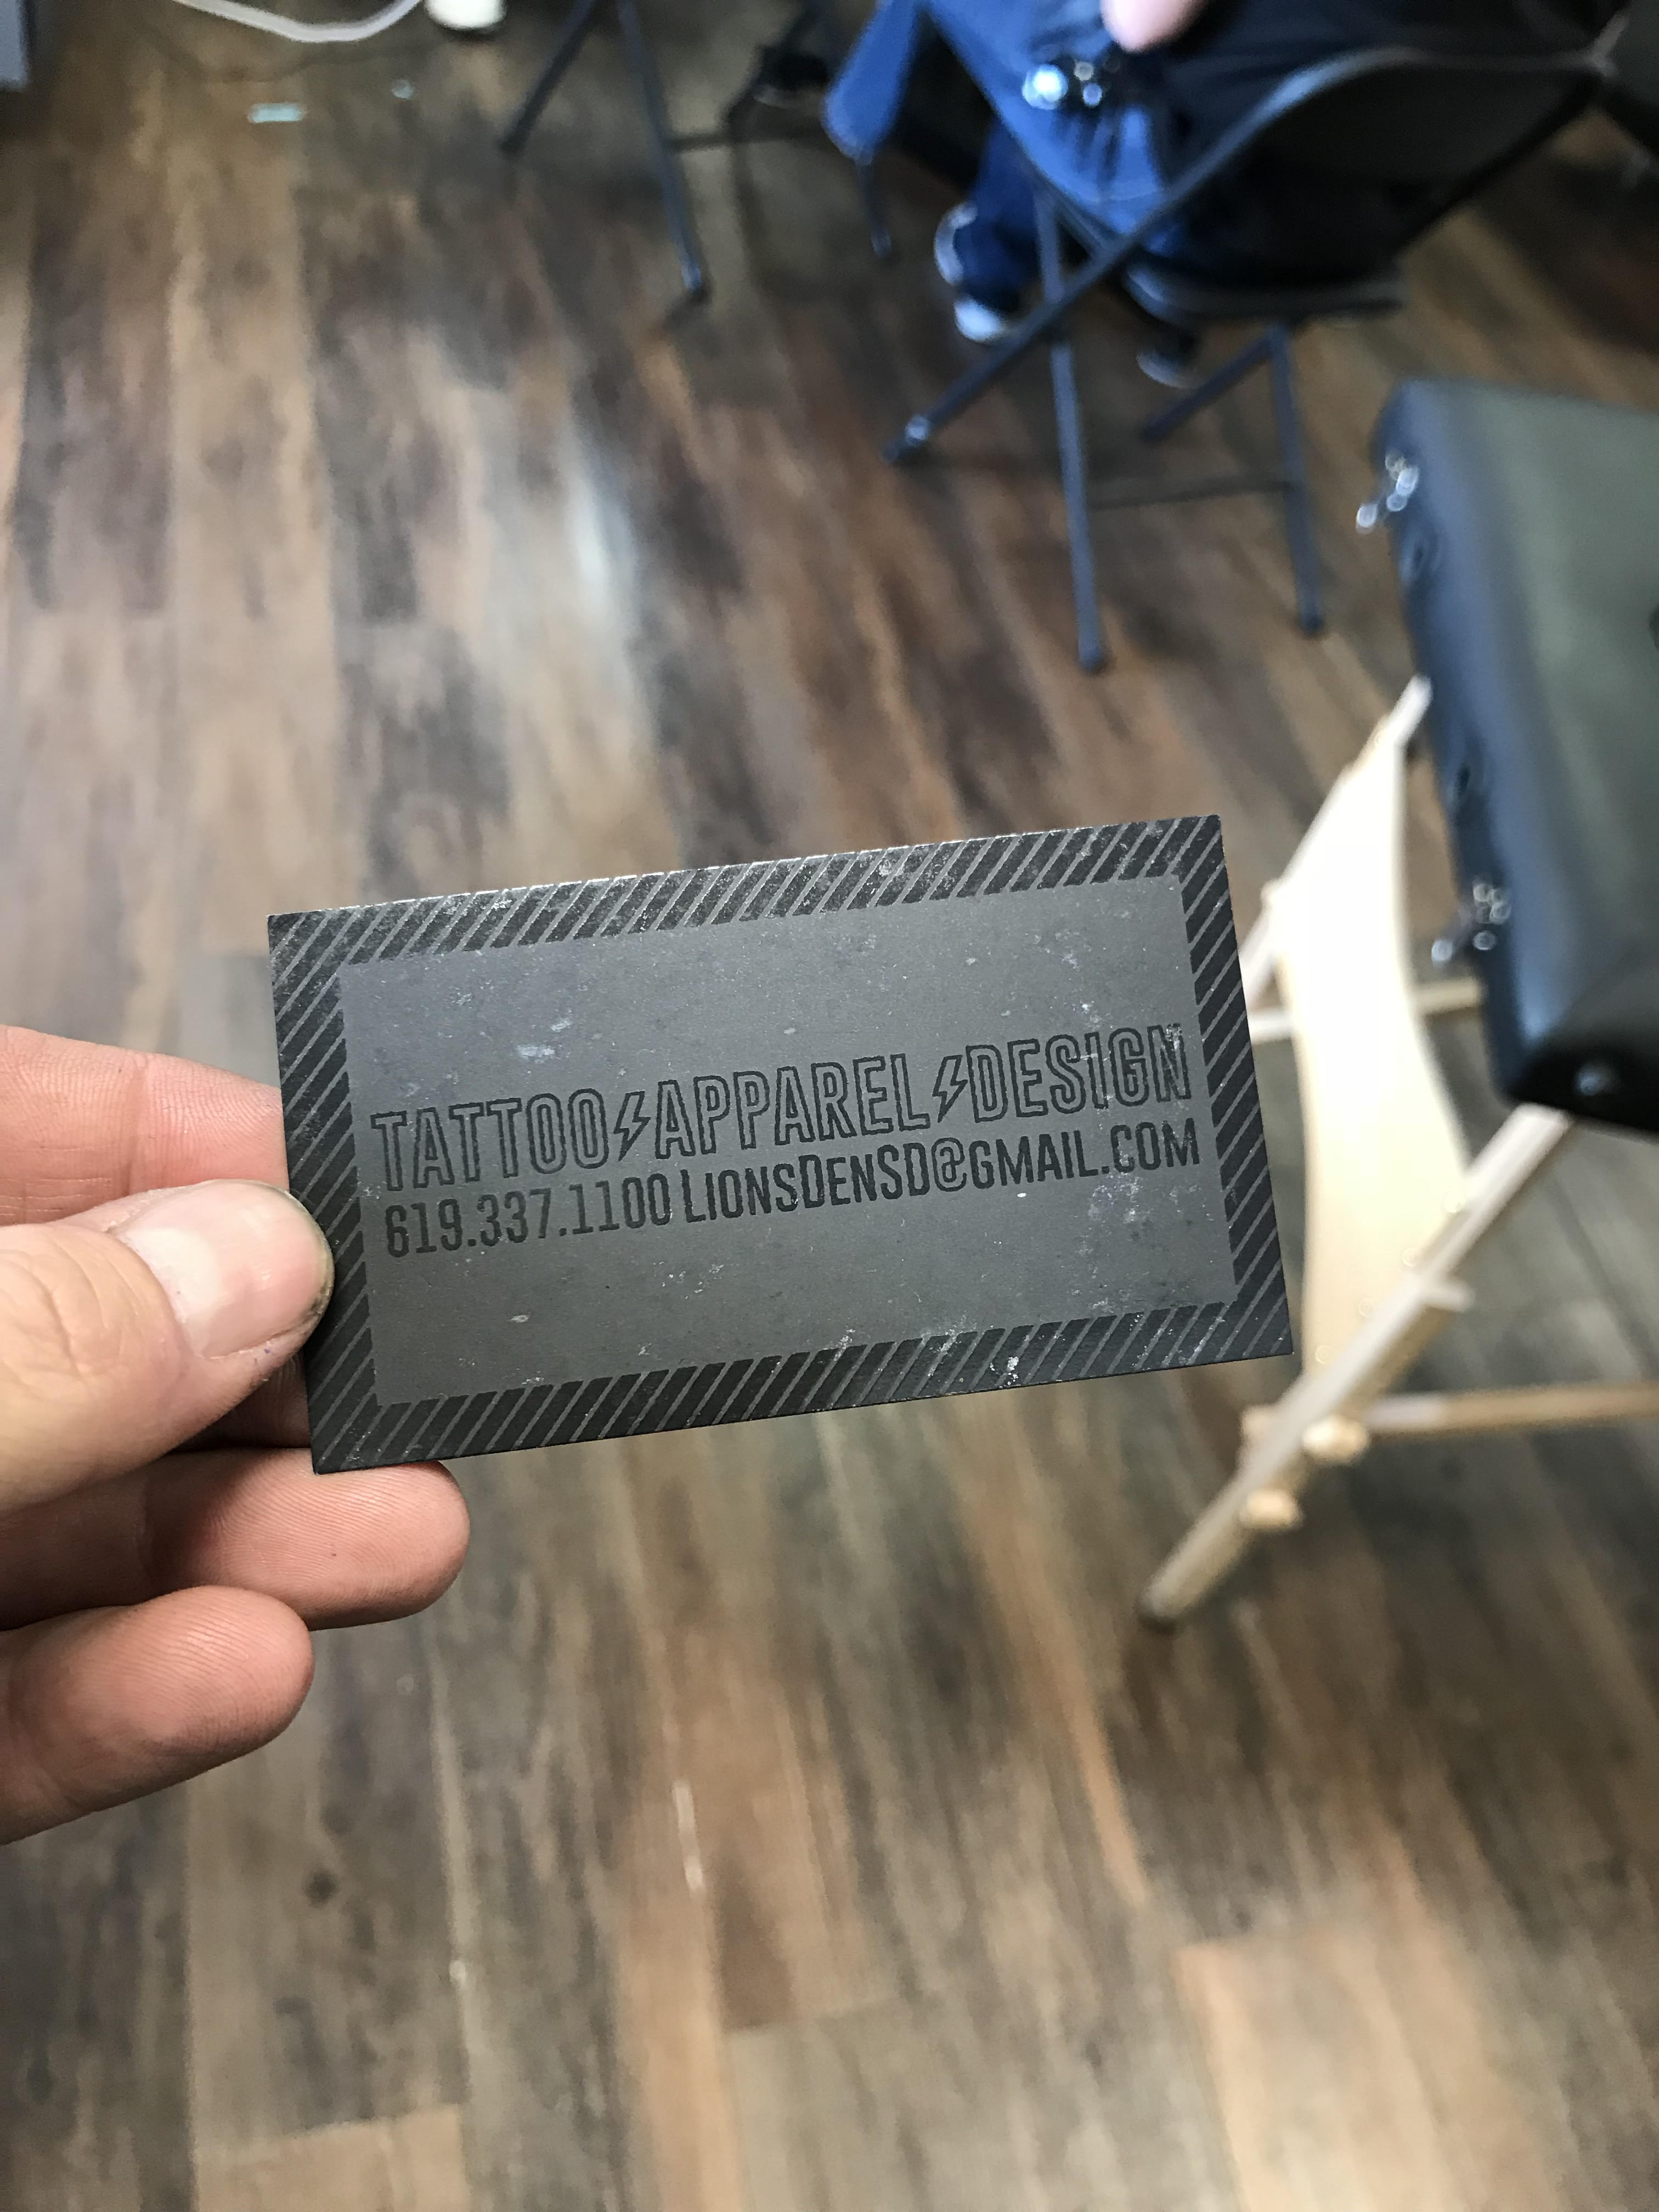 TATTOO⚡APPAREL⚡DESIGN
619.337.1100 LIONSDENSD@GMAIL.COM